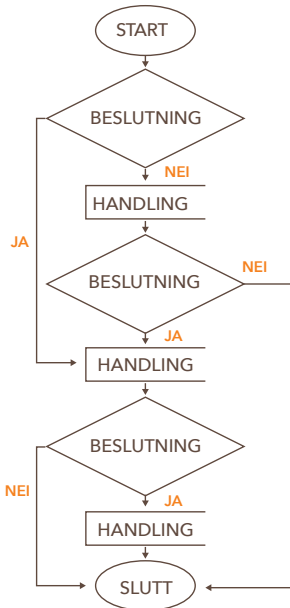 START
BESLUTNING
NEI
HANDLING
JA
BESLUTNING
NEI
JA
HANDLING
BESLUTNING
NEI
JA
HANDLING
SLUTT